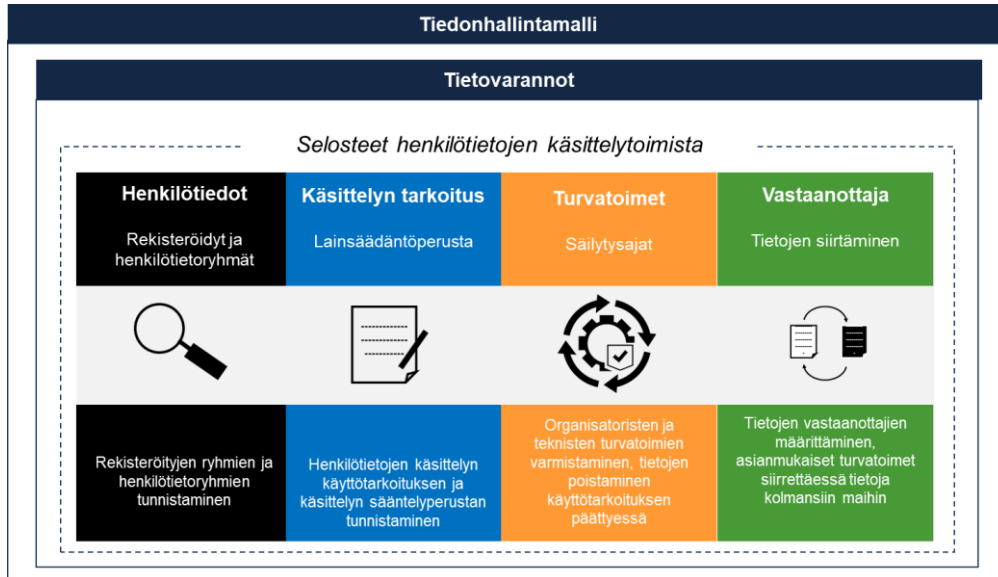 Tiedonhallintamalli
Tietovarannot
Selosteet henkilötietojen käsittelytoimista
Henkilötiedot
Rekisteröidyt ja
henkilötietoryhmät
Käsittelyn tarkoitus
Lainsäädäntöperusta
Turvatoimet
Säilytysajat
Vastaanottaja
Tietojen siirtäminen
Rekisteröityjen ryhmien ja
henkilötietoryhmien
tunnistaminen
Henkilötietojen käsittelyn
käyttötarkoituksen ja
käsittelyn sääntelyperustan
tunnistaminen
Organisatoristen ja
teknisten turvatoimien
varmistaminen, tietojen
poistaminen
käyttötarkoituksen
päättyessä
Tietojen vastaanottajien
määrittäminen,
asianmukaiset turvatoimet
siirrettäessä tietoja
kolmansiin maihin